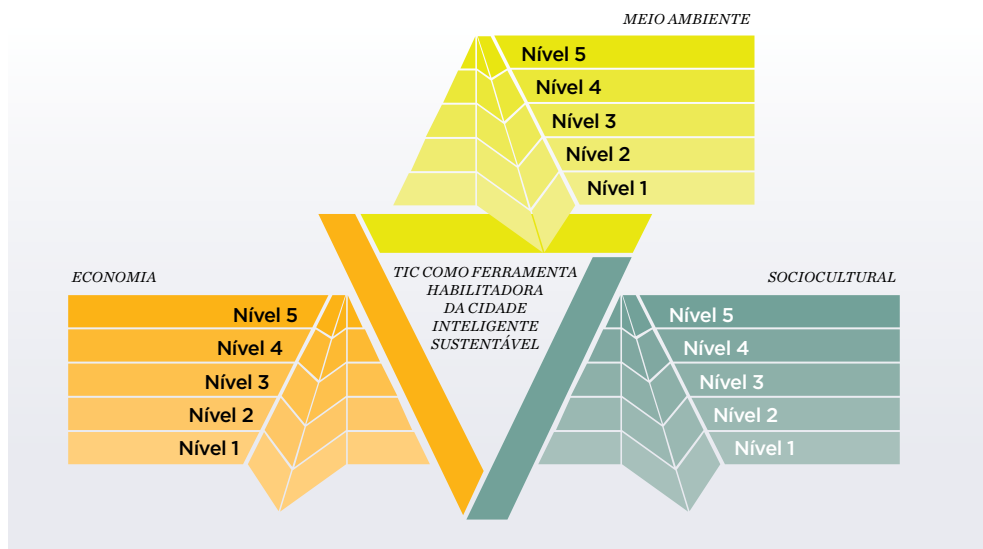 MEIO AMBIENTE
Nível 5
Nível 4
Nível 3
Nível 2
Nível 1
TIC COMO FERRAMENTA
HABILITADORA
DA CIDADE
INTELIGENTE
SUSTENTÁVEL
ECONOMIA
Nível 5
Nível 4
Nível 3
Nível 2
Nível 1
SOCIOCULTURAL
Nível 5
Nível 4
Nível 3
Nível 2
Nível 1